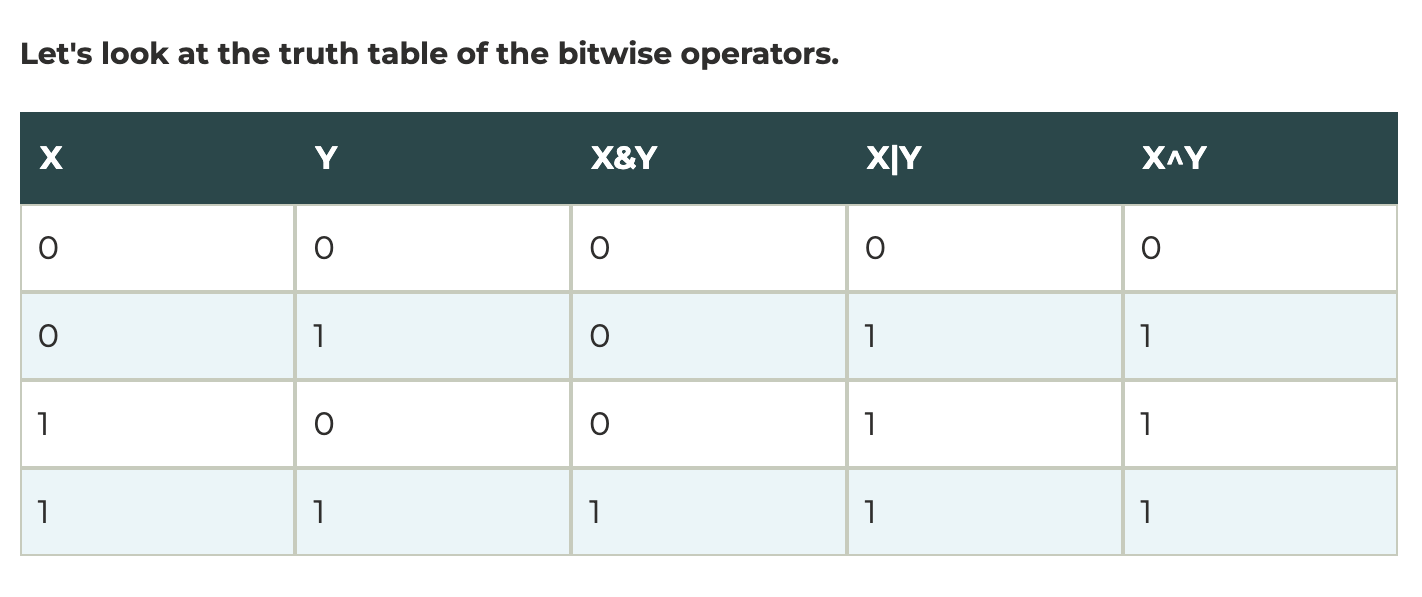 Let's look at the truth table of the bitwise operators.
X Y X&Y X|Y X^Y
0 0 0 0 0
0 1 0 1 1
1 0 0 1 1
1 1 1 1 1